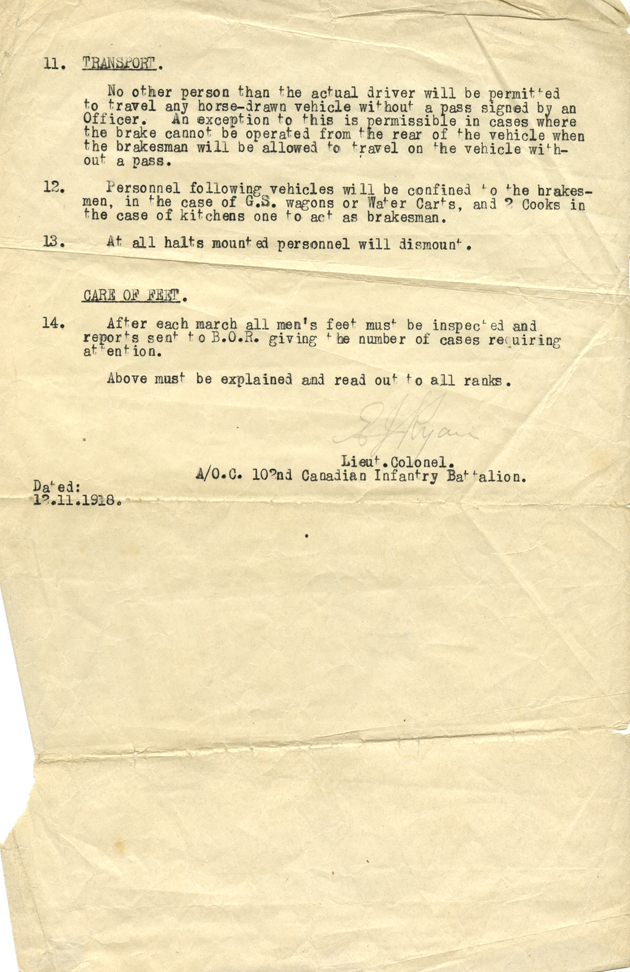 11. TRANSPORT.
No other person than the actual driver will be permitted
to travel any horse-drawn vehicle without a pass signed by an
Officer. An exception to this is permissible in cases where
the brake cannot be operated from the rear of the vehicle when
the brakesman will be allowed to travel on the vehicle with-
out a pass.
12. Personnel following vehicles will be confined to the brakes-
men, in the case of G.S. wagons or Water Carts, and 2 Cooks in
the case of kitchens one to act as brakesman.
13. At all halts mounted personnel will dismount.
CARE OF FEET.
14. After each march all men's feet must be inspected and
reports sent to B.O.R. giving the number of cases requiring
attention.
Above must be explained and read out to all ranks.
E J Ryan
Lieut.Colonel.
A/O.C. 102nd Canadian Infantry Battalion.
Dated:
12.11.1918.